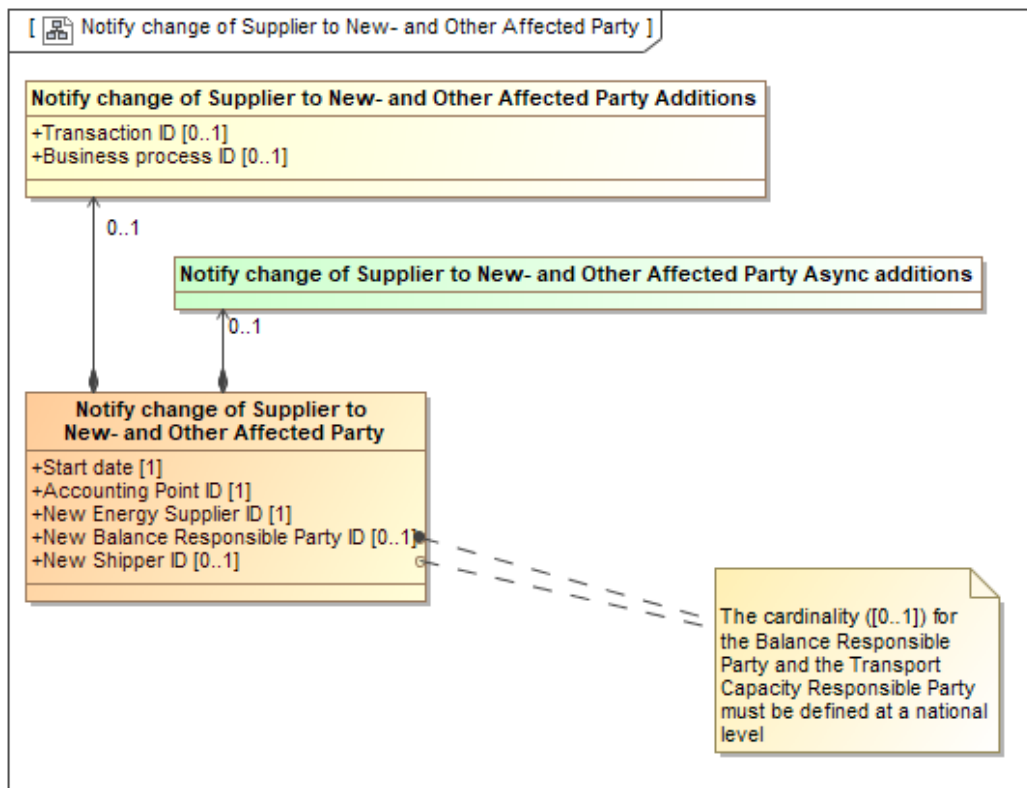 [ Notify change of Supplier to New- and Other Affected Party ]
Notify change of Supplier to New- and Other Affected Party Additions
+Transaction ID [0..1]
+Business process ID [0..1]
0..1
Notify change of Supplier to New- and Other Affected Party Async additions
0..1
Notify change of Supplier to
New- and Other Affected Party
+Start date [1]
+Accounting Point ID [1]
+New Energy Supplier ID [1]
+New Balance Responsible Party ID [0..1]
+New Shipper ID [0..1]
The cardinality ([0..1]) for
the Balance Responsible
Party and the Transport
Capacity Responsible Party
must be defined at a national
level